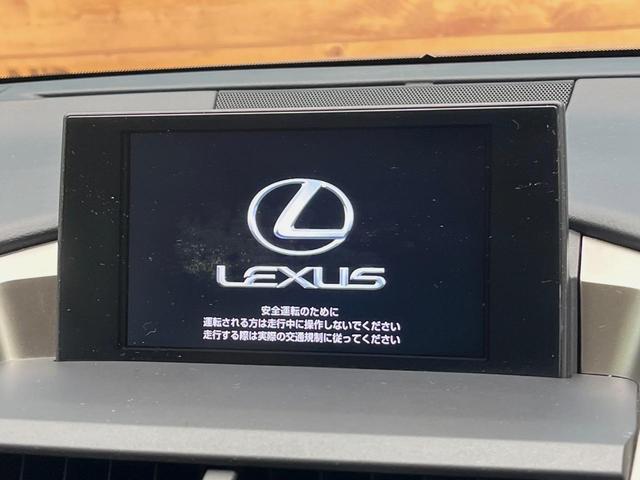 LEXUS
安全運転のために
運転される方は走行中に操作しないでください
走行する際は実際の交通規制に従ってください